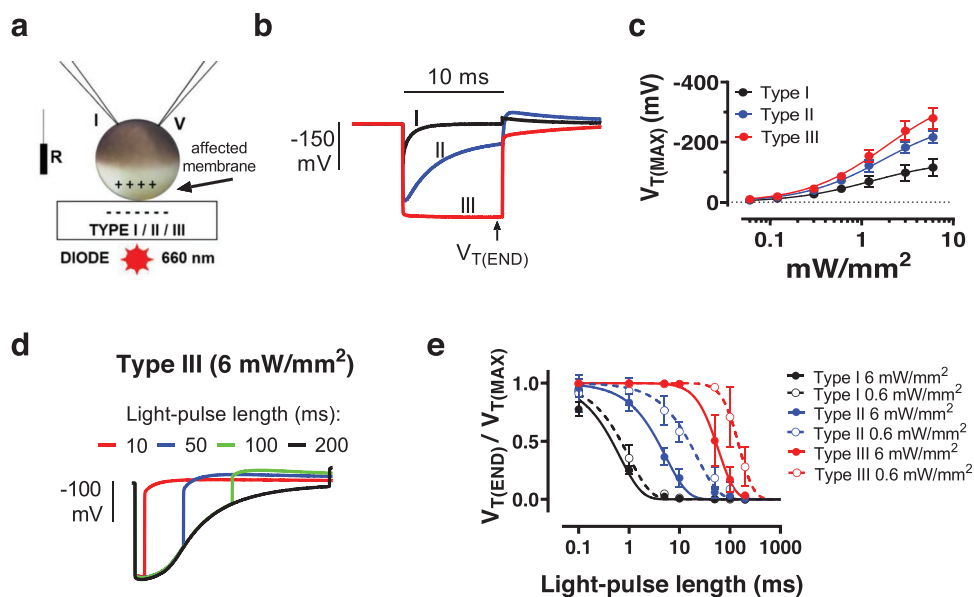 a
I
V
R
affected
membrane
+ + + +
- - - - - - -
TYPE I / II / III
DIODE
660 nm
b
10 ms
-150
mV
I
II
III
VT(END)
c
VT(MAX) (mV)
-400
-200
0
Type I
Type II
Type III
0.1
1
10
mW/mm²
d
Type III (6 mW/mm²)
Light-pulse length (ms):
10 50 100 200
-100
mV
e
VT(END) / VT(MAX)
1.0
0.5
0.0
0.1 1 10 100 1000
Light-pulse length (ms)
Type I 6 mW/mm²
Type I 0.6 mW/mm²
Type II 6 mW/mm²
Type II 0.6 mW/mm²
Type III 6 mW/mm²
Type III 0.6 mW/mm²